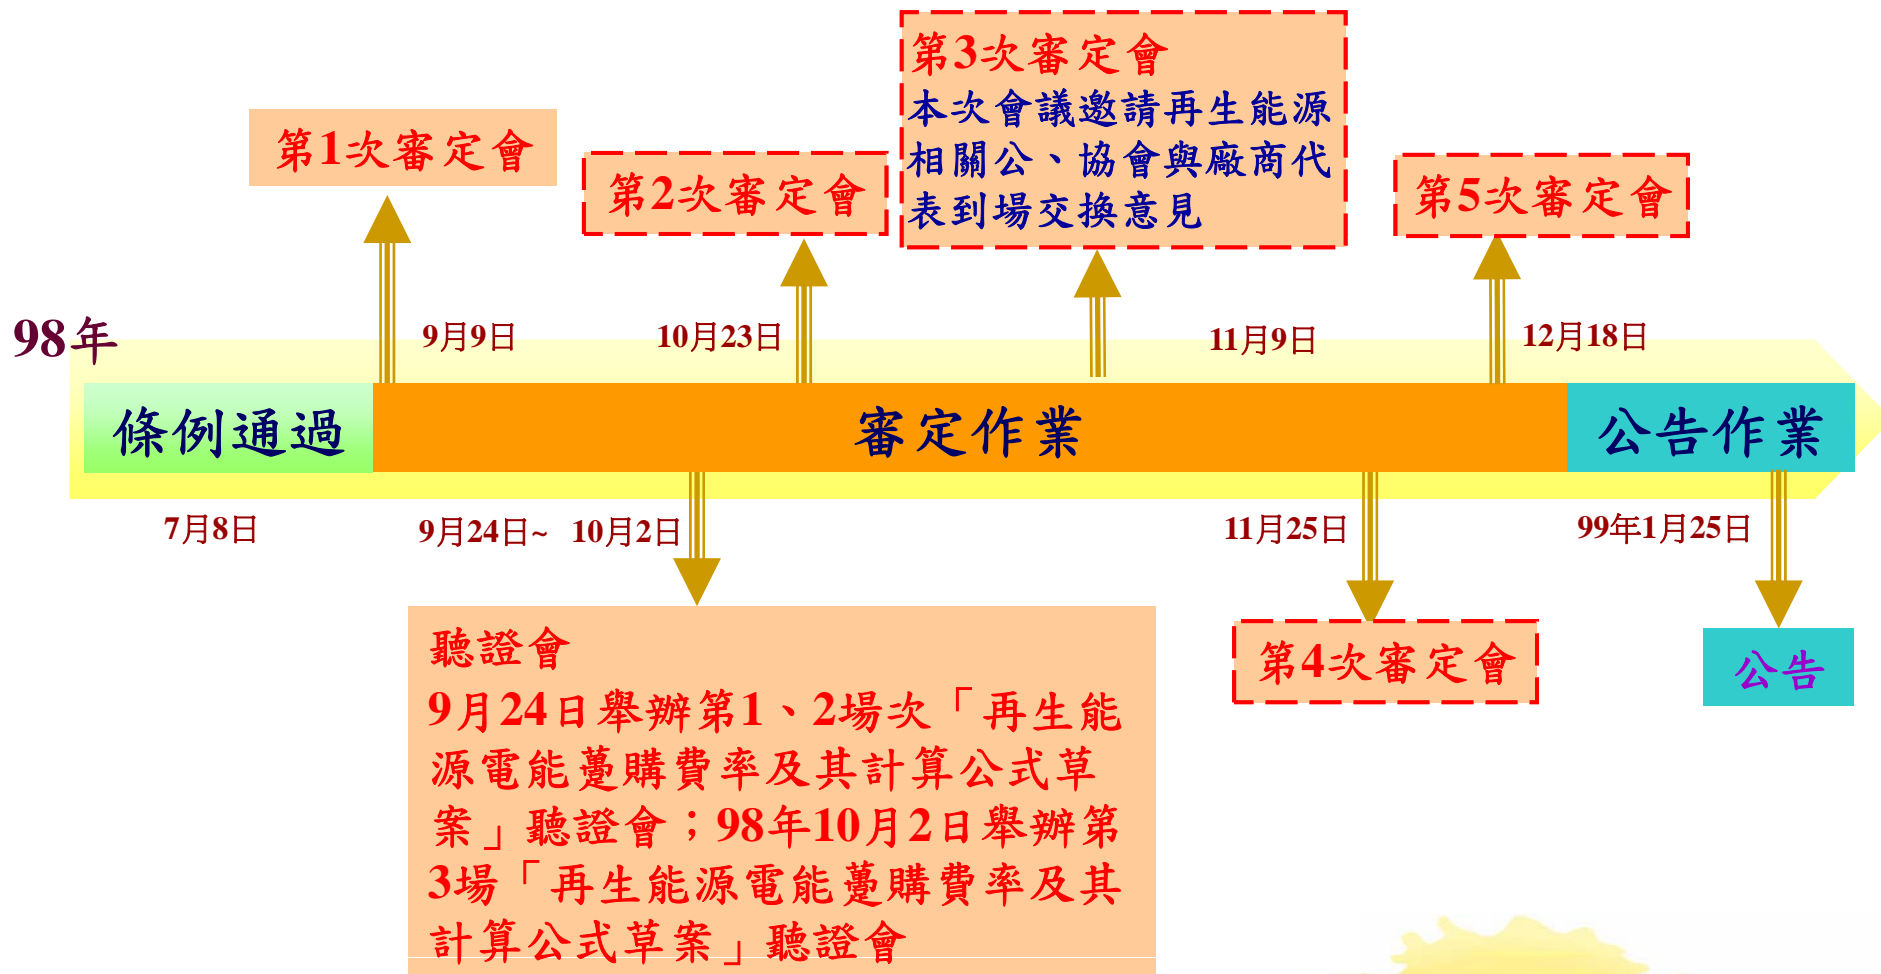 第3次審定會
本次會議邀請再生能源
相關公、協會與廠商代
表到場交換意見
第1次審定會
第2次審定會
第5次審定會
98年
9月9日
10月23日
11月9日
12月18日
條例通過
審定作業
公告作業
7月8日
9月24日~ 10月2日
11月25日
99年1月25日
聽證會
9月24日舉辦第1、2場次「再生能
源電能躉購費率及其計算公式草
案」聽證會；98年10月2日舉辦第
3場「再生能源電能躉購費率及其
計算公式草案」聽證會
第4次審定會
公告